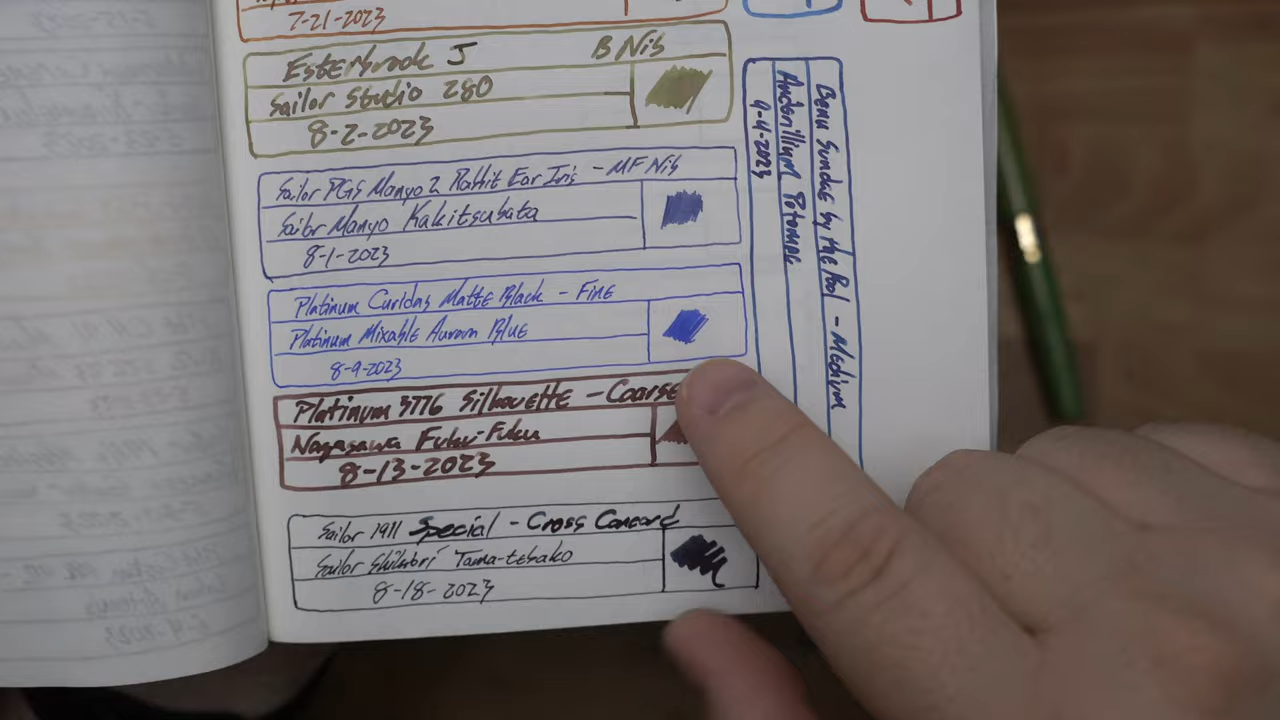 7-21-2023
Esterbrook J B Nib
Sailor Studio 280
8-2-2023
Sailor PGS Manyo 2 Rabbit Ear Iris - MF Nib
Sailor Manyo Kakitsubata
8-1-2023
Platinum Curidas Matte Black - Fine
Platinum Mixable Aurora Blue
8-9-2023
Platinum 3776 Silhouette - Coarse
Nagasawa Fuku-Fuku
8-13-2023
Sailor 1911 Special - Cross Concord
Sailor Shikiori Tama-tebako
8-18-2023
Benu Sundae by the Pool - Medium
Anderillium Potomac
9-4-2023